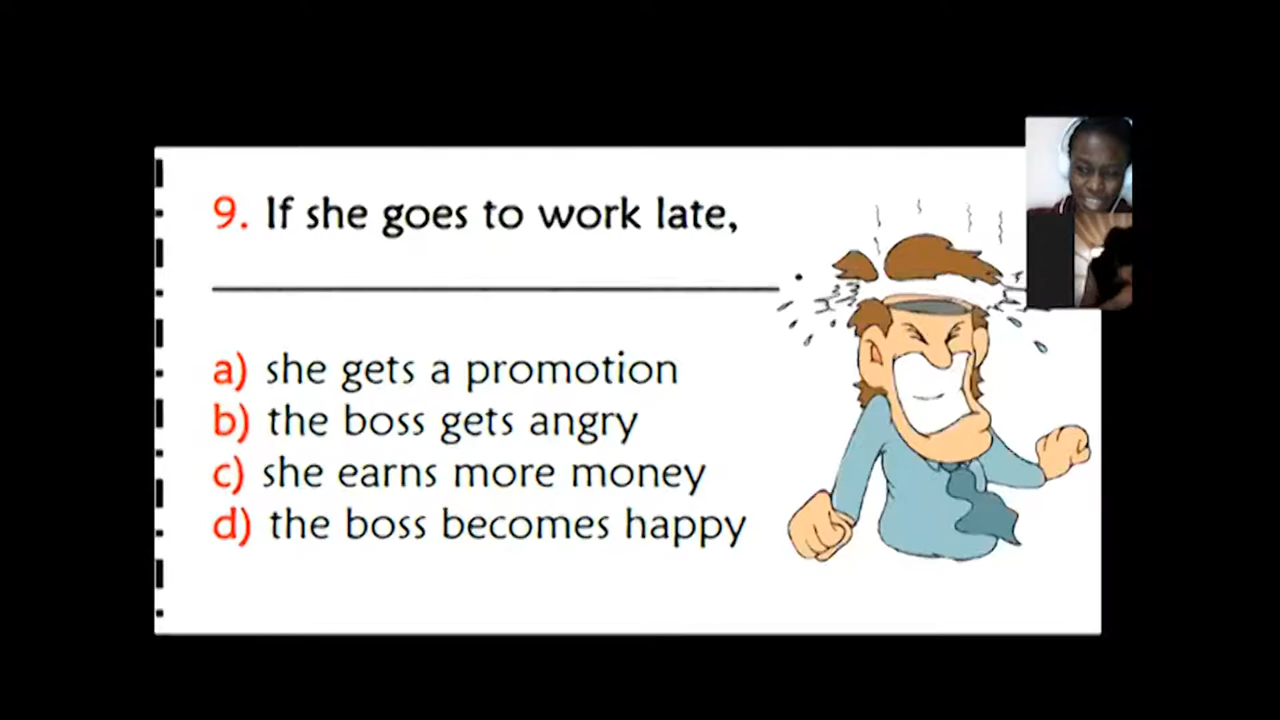 9. If she goes to work late,
______________________.
a) she gets a promotion
b) the boss gets angry
c) she earns more money
d) the boss becomes happy